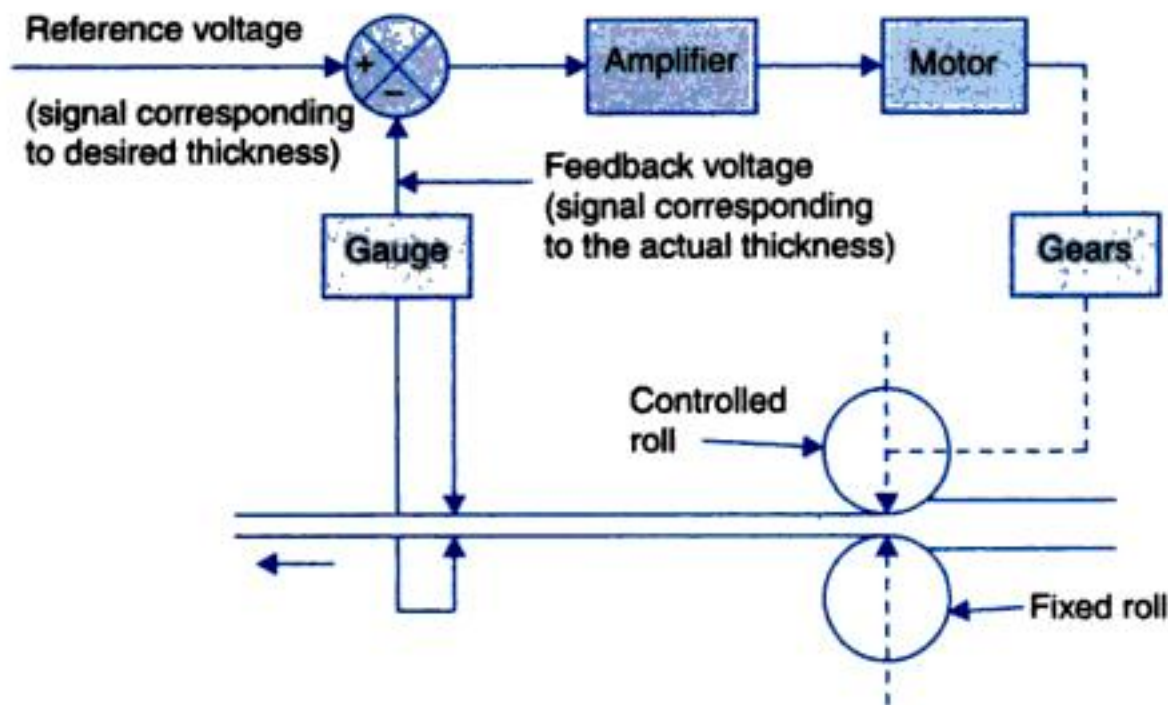 Reference voltage
(signal corresponding
to desired thickness)
+
−
Amplifier
Motor
Feedback voltage
(signal corresponding
to the actual thickness)
Gauge
Gears
Controlled
roll
Fixed roll